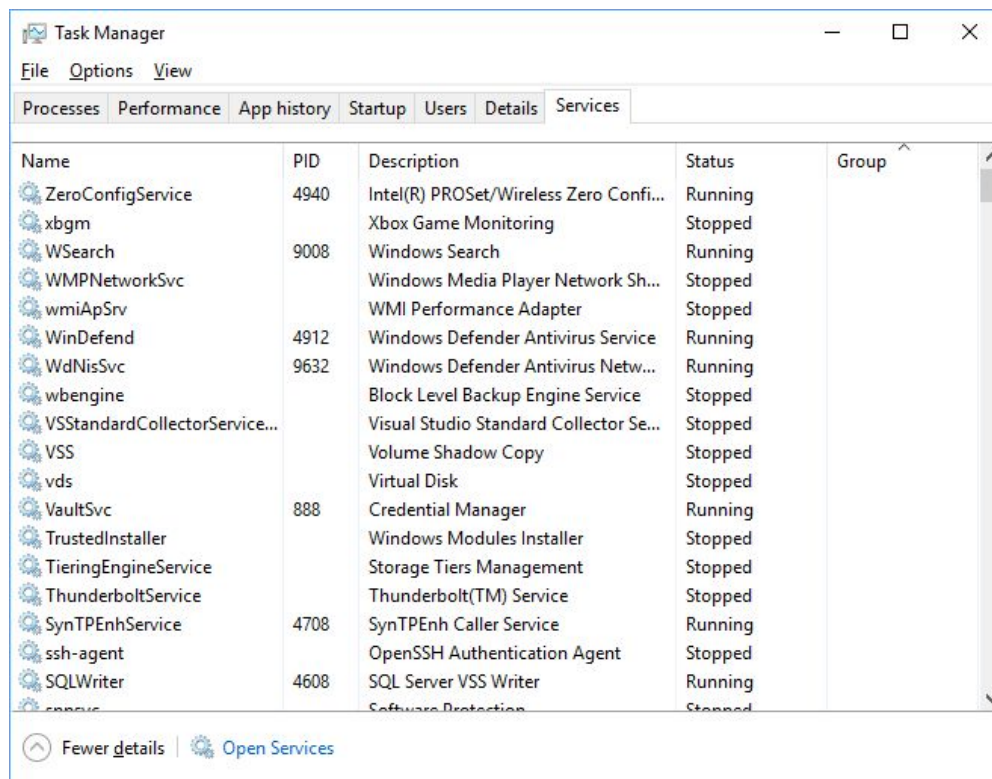 Task Manager
File Options View
Processes Performance App history Startup Users Details Services
Name PID Description Status Group
ZeroConfigService 4940 Intel(R) PROSet/Wireless Zero Confi... Running
xbgm Xbox Game Monitoring Stopped
WSearch 9008 Windows Search Running
WMPNetworkSvc Windows Media Player Network Sh... Stopped
wmiApSrv WMI Performance Adapter Stopped
WinDefend 4912 Windows Defender Antivirus Service Running
WdNisSvc 9632 Windows Defender Antivirus Netw... Running
wbengine Block Level Backup Engine Service Stopped
VSStandardCollectorService... Visual Studio Standard Collector Se... Stopped
VSS Volume Shadow Copy Stopped
vds Virtual Disk Stopped
VaultSvc 888 Credential Manager Running
TrustedInstaller Windows Modules Installer Stopped
TieringEngineService Storage Tiers Management Stopped
ThunderboltService Thunderbolt(TM) Service Stopped
SynTPEnhService 4708 SynTPEnh Caller Service Running
ssh-agent OpenSSH Authentication Agent Stopped
SQLWriter 4608 SQL Server VSS Writer Running
Software Protection Stopped
Fewer details Open Services